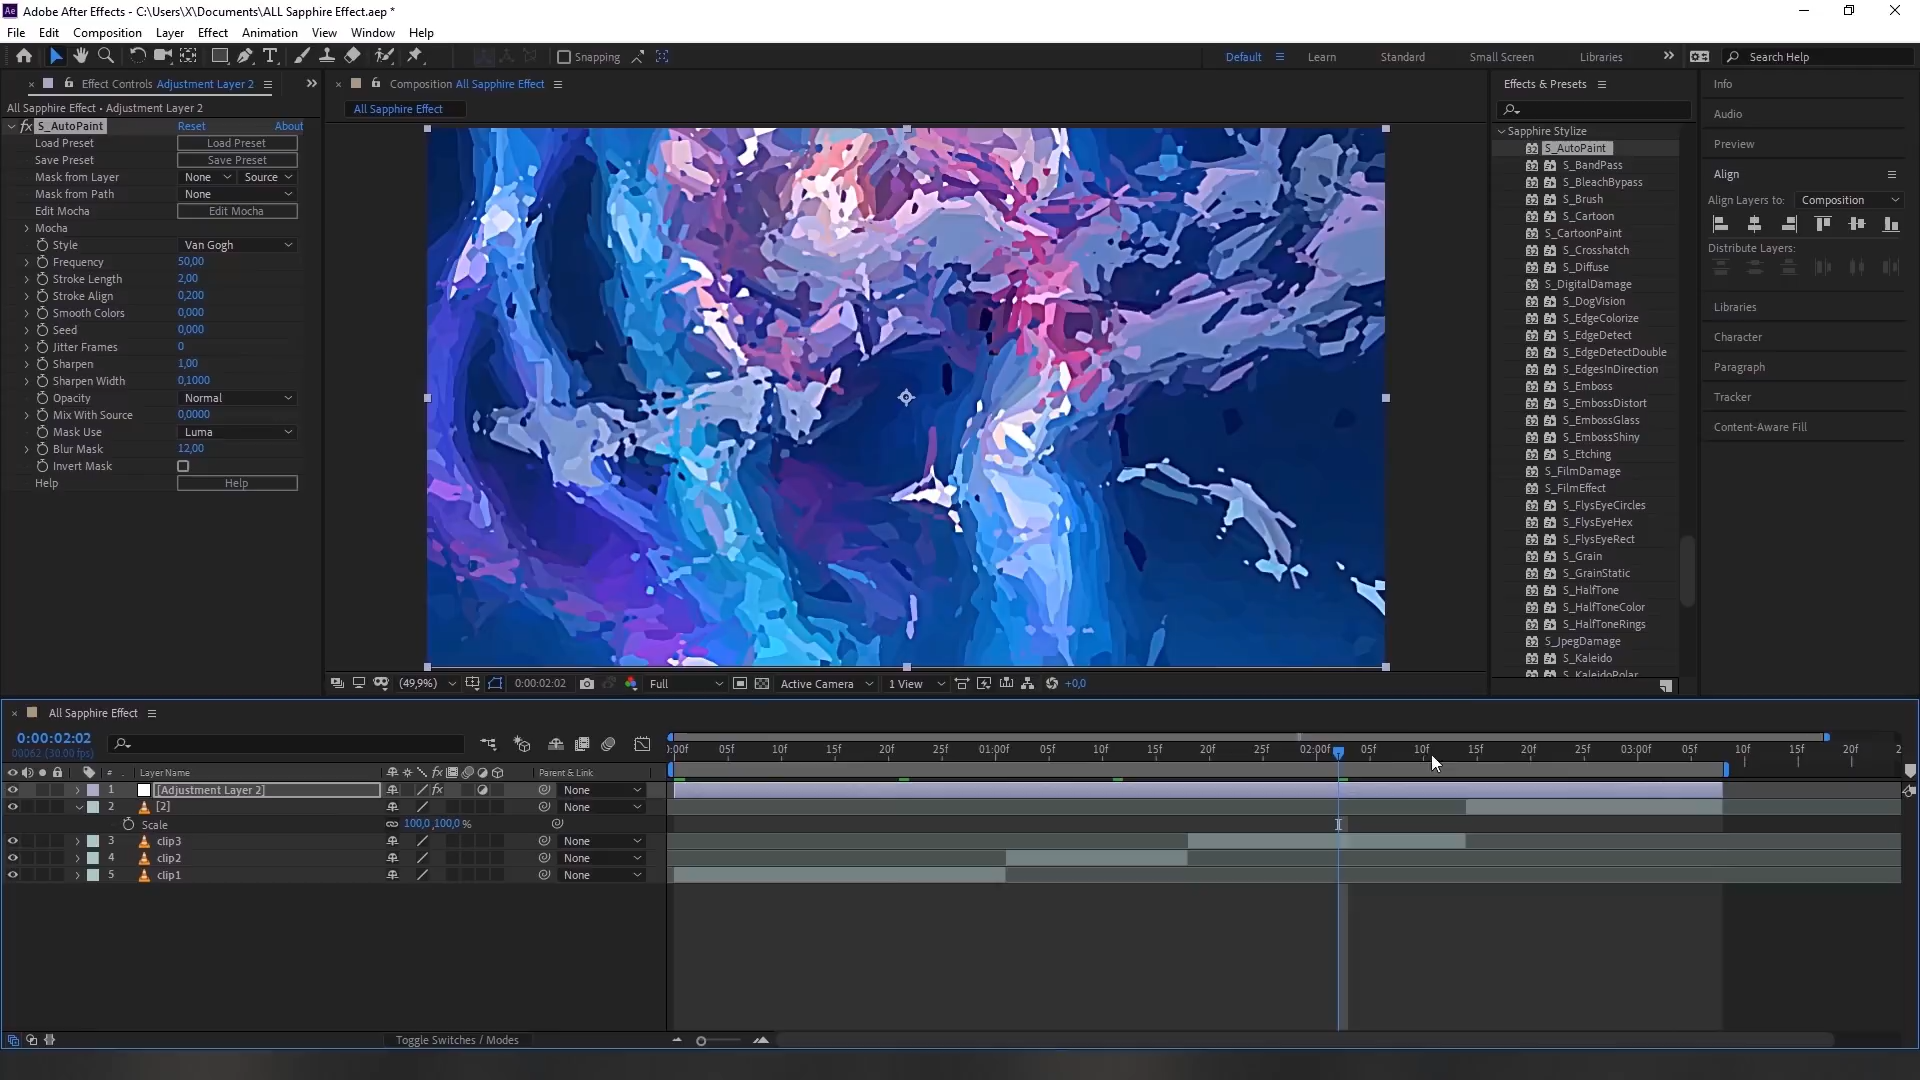 Ae Adobe After Effects - C:\Users\X\Documents\ALL Sapphire Effect.aep *
File Edit Composition Layer Effect Animation View Window Help
Snapping Default Learn Standard Small Screen Libraries Search Help
Effect Controls Adjustment Layer 2
Composition All Sapphire Effect
Effects & Presets
Info
All Sapphire Effect • Adjustment Layer 2
All Sapphire Effect
fx S_AutoPaint Reset About
Load Preset Load Preset
Save Preset Save Preset
Mask from Layer None Source
Mask from Path None
Edit Mocha Edit Mocha
Mocha
Style Van Gogh
Frequency 50,00
Stroke Length 2,00
Stroke Align 0,200
Smooth Colors 0,000
Seed 0,000
Jitter Frames 0
Sharpen 1,00
Sharpen Width 0,1000
Opacity Normal
Mix With Source 0,0000
Mask Use Luma
Blur Mask 12,00
Invert Mask
Help Help
Sapphire Stylize
S_AutoPaint
S_BandPass
S_BleachBypass
S_Brush
S_Cartoon
S_CartoonPaint
S_Crosshatch
S_Diffuse
S_DigitalDamage
S_DogVision
S_EdgeColorize
S_EdgeDetect
S_EdgeDetectDouble
S_EdgesInDirection
S_Emboss
S_EmbossDistort
S_EmbossGlass
S_EmbossShiny
S_Etching
S_FilmDamage
S_FilmEffect
S_FlysEyeCircles
S_FlysEyeHex
S_FlysEyeRect
S_Grain
S_GrainStatic
S_HalfTone
S_HalfToneColor
S_HalfToneRings
S_JpegDamage
S_Kaleido
S_KaleidoPolar
Audio
Preview
Align
Align Layers to: Composition
Distribute Layers:
Libraries
Character
Paragraph
Tracker
Content-Aware Fill
(49,9%) 0:00:02:02 Full Active Camera 1 View +0,0
All Sapphire Effect
0:00:02:02
00062 (30.00 fps)
):00f 05f 10f 15f 20f 25f 01:00f 05f 10f 15f 20f 25f 02:00f 05f 10f 15f 20f 25f 03:00f 05f 10f 15f 20f 2
# Layer Name fx Parent & Link
1 [Adjustment Layer 2] fx None
2 [2] None
Scale 100,0,100,0 %
3 clip3 None
4 clip2 None
5 clip1 None
Toggle Switches / Modes